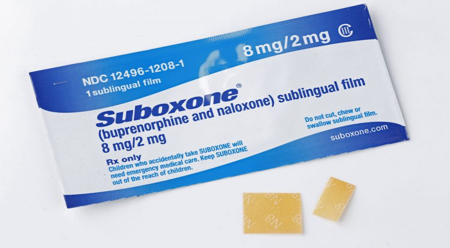 8 mg/2 mg CIII
NDC 12496-1208-1
1 sublingual film
Suboxone®
(buprenorphine and naloxone) sublingual film
8 mg/2 mg
Rx only
Children who accidentally take SUBOXONE will
need emergency medical care. Keep SUBOXONE
out of the reach of children.
Do not cut, chew or
swallow sublingual film.
suboxone.com
N8